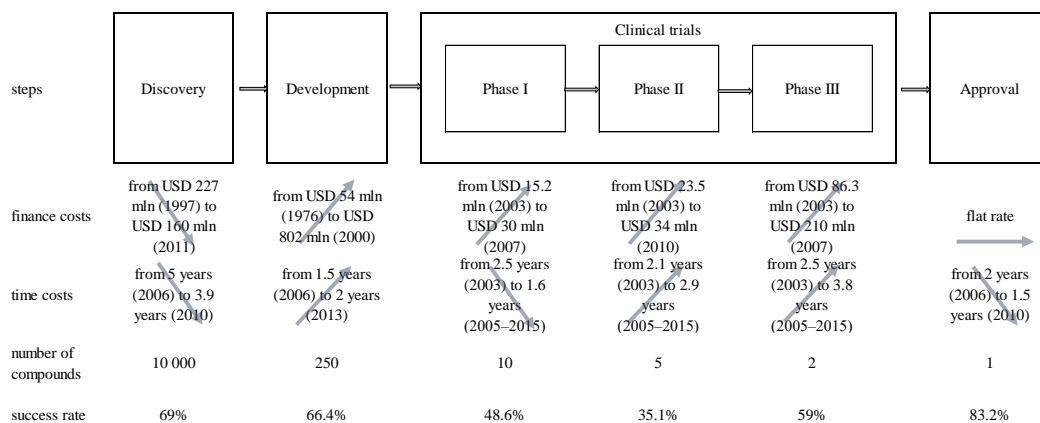 Clinical trials
steps
Discovery
Development
Phase I
Phase II
Phase III
Approval
finance costs
from USD 227
mln (1997) to
USD 160 mln
(2011)
from USD 54 mln
(1976) to USD
802 mln (2000)
from USD 15.2
mln (2003) to
USD 30 mln
(2007)
from USD 23.5
mln (2003) to
USD 34 mln
(2010)
from USD 86.3
mln (2003) to
USD 210 mln
(2007)
flat rate
time costs
from 5 years
(2006) to 3.9
years (2010)
from 1.5 years
(2006) to 2 years
(2013)
from 2.5 years
(2003) to 1.6
years
(2005–2015)
from 2.1 years
(2003) to 2.9
years
(2005–2015)
from 2.5 years
(2003) to 3.8
years
(2005–2015)
from 2 years
(2006) to 1.5
years (2010)
number of
compounds
10 000
250
10
5
2
1
success rate
69%
66.4%
48.6%
35.1%
59%
83.2%